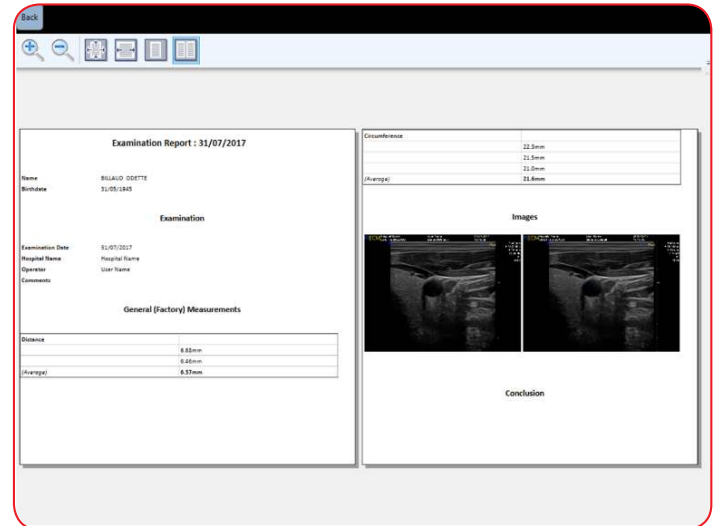 Back
Examination Report : 31/07/2017
Name BILLAUD ODETTE
Birthdate 31/05/1945
Examination
Examination Date 31/07/2017
Hospital Name Hospital Name
Operator User Name
Comments
General (Factory) Measurements
Distance
6.68mm
6.46mm
(Average) 6.57mm
Circumference
22.3mm
21.5mm
21.0mm
(Average) 21.6mm
Images
Conclusion